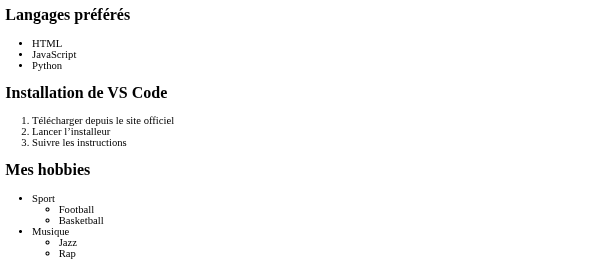 Langages préférés
HTML
JavaScript
Python
Installation de VS Code
1. Télécharger depuis le site officiel
2. Lancer l’installeur
3. Suivre les instructions
Mes hobbies
Sport
Football
Basketball
Musique
Jazz
Rap